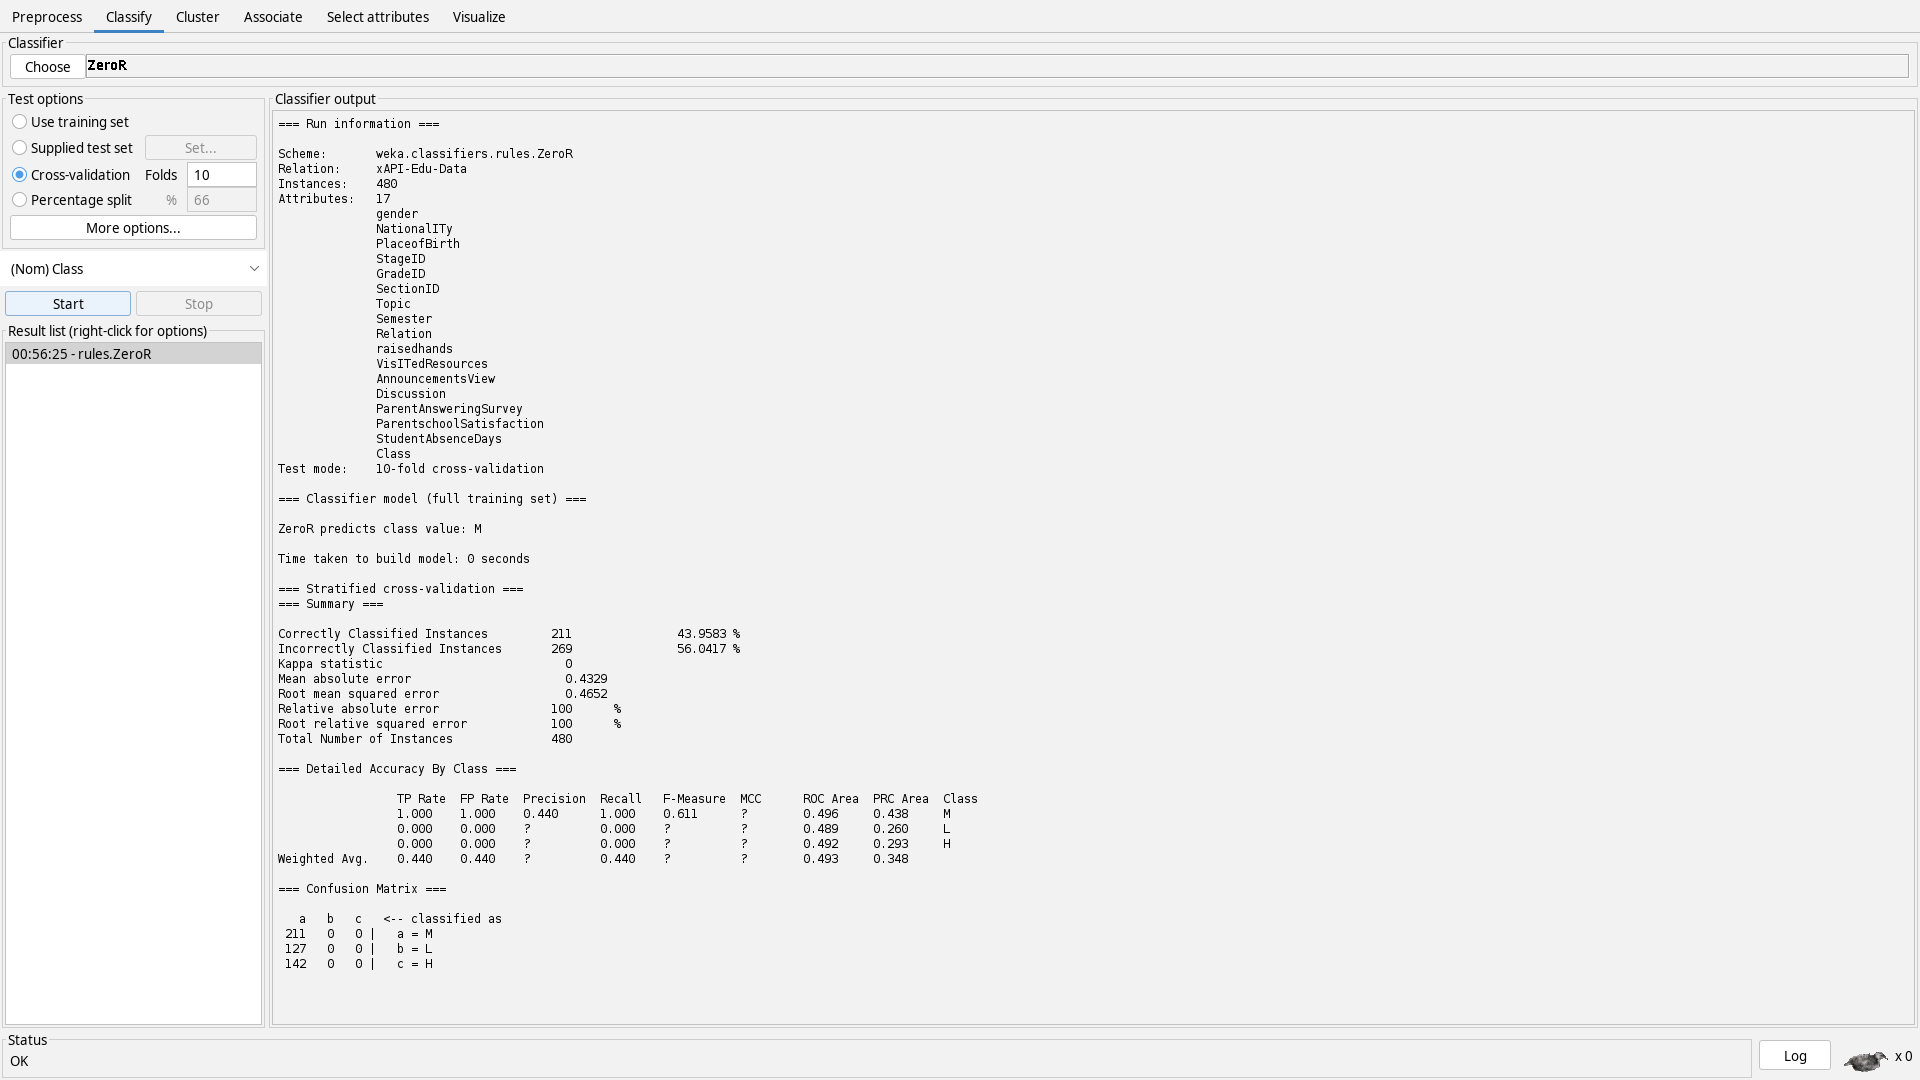 Preprocess Classify Cluster Associate Select attributes Visualize
Classifier
Choose ZeroR
Test options
Use training set
Supplied test set Set...
Cross-validation Folds 10
Percentage split % 66
More options...
(Nom) Class
Start Stop
Result list (right-click for options)
00:56:25 - rules.ZeroR
Classifier output
=== Run information ===
Scheme: weka.classifiers.rules.ZeroR
Relation: xAPI-Edu-Data
Instances: 480
Attributes: 17
gender
NationalITy
PlaceofBirth
StageID
GradeID
SectionID
Topic
Semester
Relation
raisedhands
VisITedResources
AnnouncementsView
Discussion
ParentAnsweringSurvey
ParentschoolSatisfaction
StudentAbsenceDays
Class
Test mode: 10-fold cross-validation
=== Classifier model (full training set) ===
ZeroR predicts class value: M
Time taken to build model: 0 seconds
=== Stratified cross-validation ===
=== Summary ===
Correctly Classified Instances 211 43.9583 %
Incorrectly Classified Instances 269 56.0417 %
Kappa statistic 0
Mean absolute error 0.4329
Root mean squared error 0.4652
Relative absolute error 100 %
Root relative squared error 100 %
Total Number of Instances 480
=== Detailed Accuracy By Class ===
TP Rate FP Rate Precision Recall F-Measure MCC ROC Area PRC Area Class
1.000 1.000 0.440 1.000 0.611 ? 0.496 0.438 M
0.000 0.000 ? 0.000 ? ? 0.489 0.260 L
0.000 0.000 ? 0.000 ? ? 0.492 0.293 H
Weighted Avg. 0.440 0.440 ? 0.440 ? ? 0.493 0.348
=== Confusion Matrix ===
a b c <-- classified as
211 0 0 | a = M
127 0 0 | b = L
142 0 0 | c = H
Status
OK
Log x 0